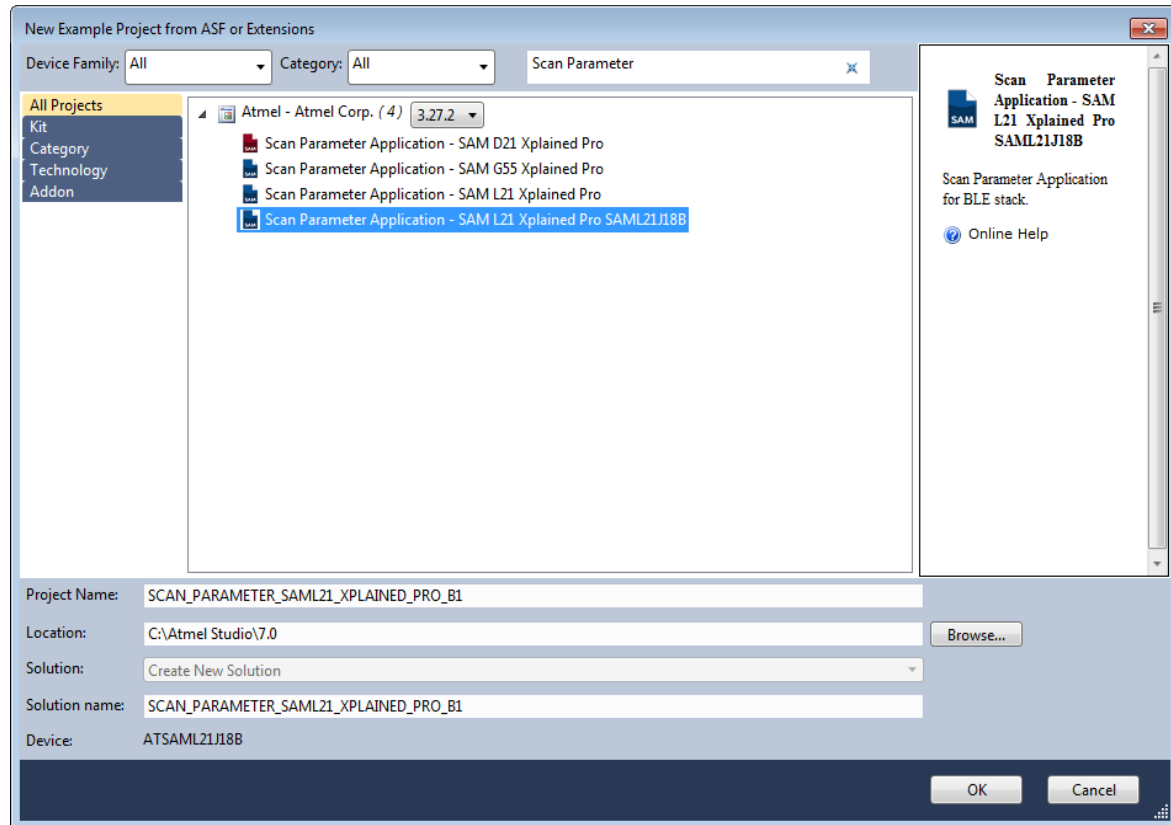 New Example Project from ASF or Extensions
Device Family: All Category: All Scan Parameter
All Projects
Kit
Category
Technology
Addon
Atmel - Atmel Corp. (4) 3.27.2
Scan Parameter Application - SAM D21 Xplained Pro
Scan Parameter Application - SAM G55 Xplained Pro
Scan Parameter Application - SAM L21 Xplained Pro
Scan Parameter Application - SAM L21 Xplained Pro SAML21J18B
SAM
Scan Parameter
Application - SAM
L21 Xplained Pro
SAML21J18B
Scan Parameter Application
for BLE stack.
Online Help
Project Name: SCAN_PARAMETER_SAML21_XPLAINED_PRO_B1
Location: C:\Atmel Studio\7.0 Browse...
Solution: Create New Solution
Solution name: SCAN_PARAMETER_SAML21_XPLAINED_PRO_B1
Device: ATSAML21J18B
OK Cancel